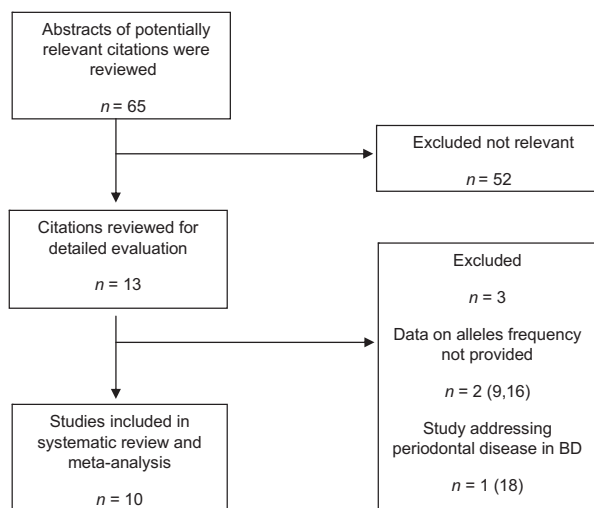 Abstracts of potentially
relevant citations were
reviewed
n = 65
Excluded not relevant
n = 52
Citations reviewed for
detailed evaluation
n = 13
Excluded
n = 3
Data on alleles frequency
not provided
n = 2 (9,16)
Study addressing
periodontal disease in BD
n = 1 (18)
Studies included in
systematic review and
meta-analysis
n = 10